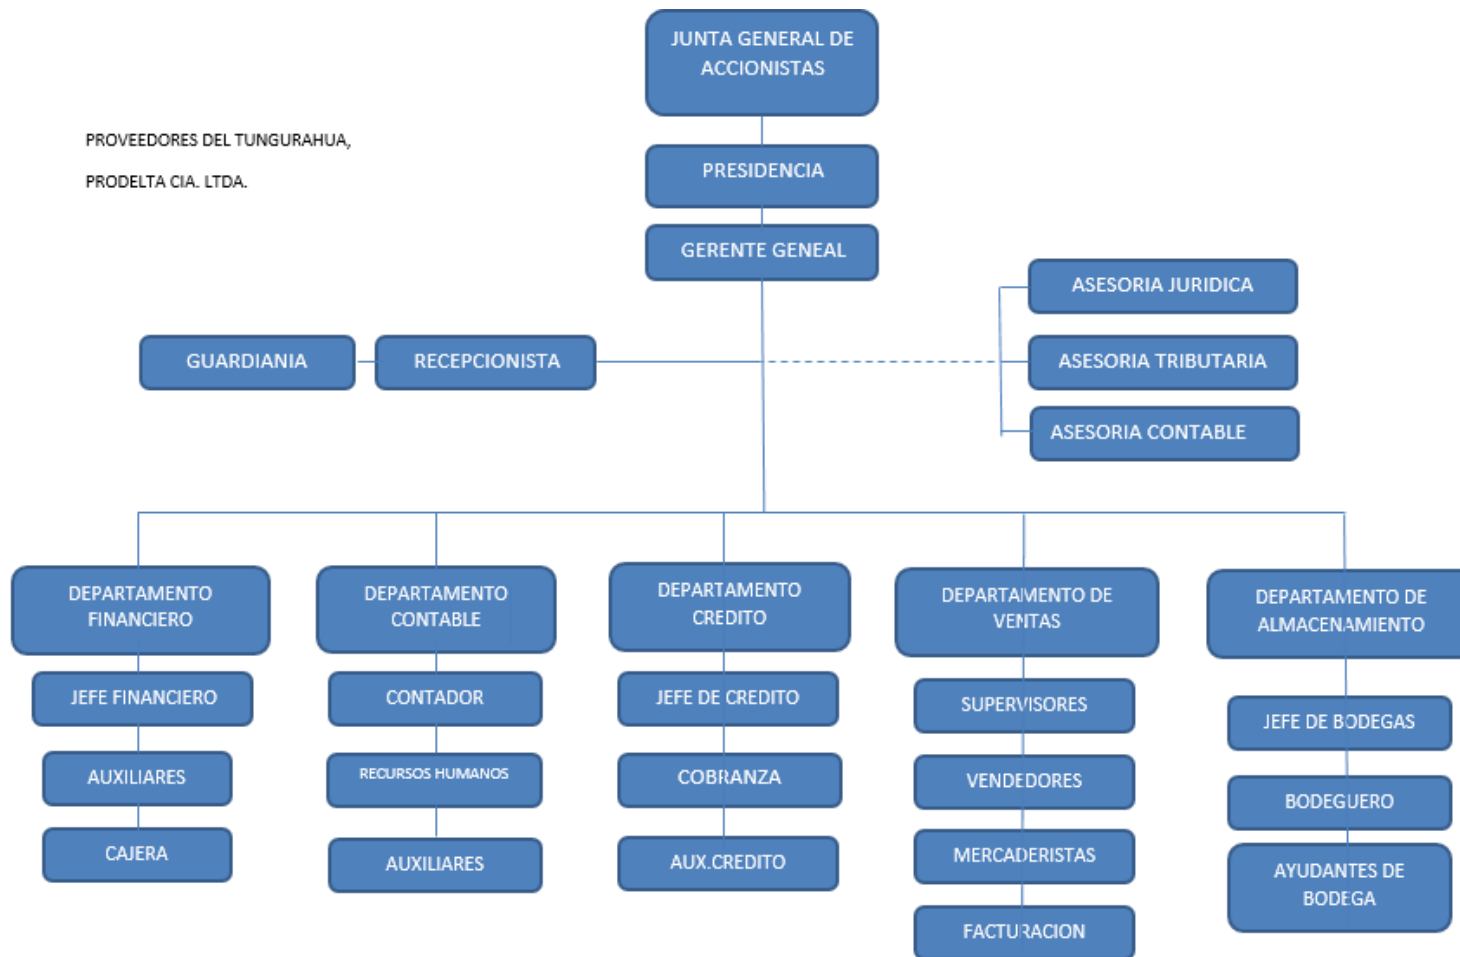 JUNTA GENERAL DE
ACCIONISTAS
PROVEEDORES DEL TUNGURAHUA,
PRODELTA CIA. LTDA.
PRESIDENCIA
GERENTE GENEAL
ASESORIA JURIDICA
GUARDIANIA
RECEPCIONISTA
ASESORIA TRIBUTARIA
ASESORIA CONTABLE
DEPARTAMENTO
FINANCIERO
JEFE FINANCIERO
AUXILIARES
CAJERA
DEPARTAMENTO
CONTABLE
CONTADOR
RECURSOS HUMANOS
AUXILIARES
DEPARTAMENTO
CREDITO
JEFE DE CREDITO
COBRANZA
AUX.CREDITO
DEPARTAMENTO DE
VENTAS
SUPERVISORES
VENDEDORES
MERCADERISTAS
FACTURACION
DEPARTAMENTO DE
ALMACENAMIENTO
JEFE DE BODEGAS
BODEGUERO
AYUDANTES DE
BODEGA